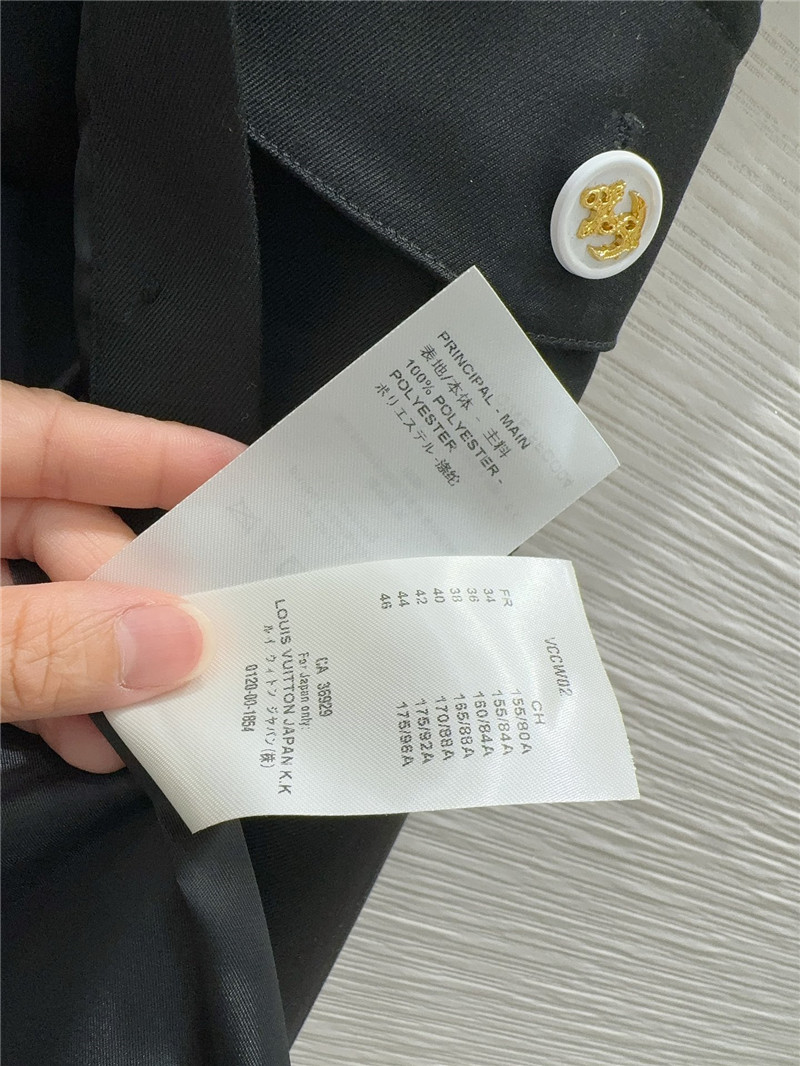 PRINCIPAL - MAIN
表地/本体 - 主料
100% POLYESTER -
POLYESTER
ポリエステル -涤纶
VCCW02
FR CH
34 155/80A
36 155/84A
38 160/84A
40 165/88A
42 170/88A
44 175/92A
46 175/96A
CA 36929
For Japan only:
LOUIS VUITTON JAPAN K.K
ルイ ヴィトン ジャパン(株)
0120-00-1854